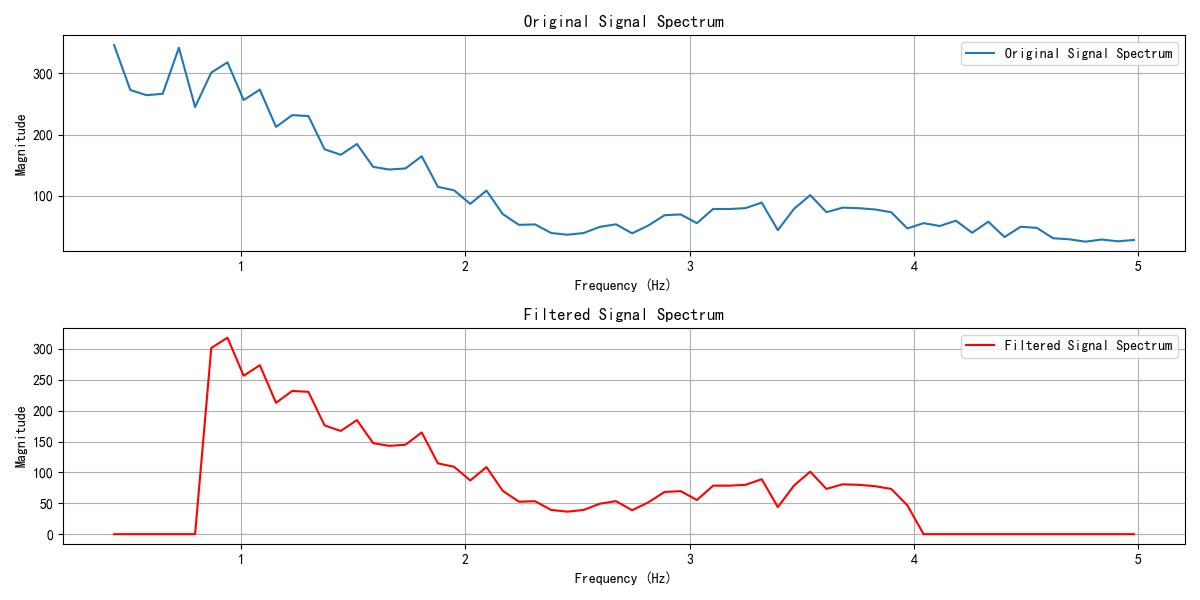 Original Signal Spectrum
Original Signal Spectrum
Magnitude
300
200
100
1 2 3 4 5
Frequency (Hz)
Filtered Signal Spectrum
Filtered Signal Spectrum
Magnitude
300
250
200
150
100
50
0
1 2 3 4 5
Frequency (Hz)